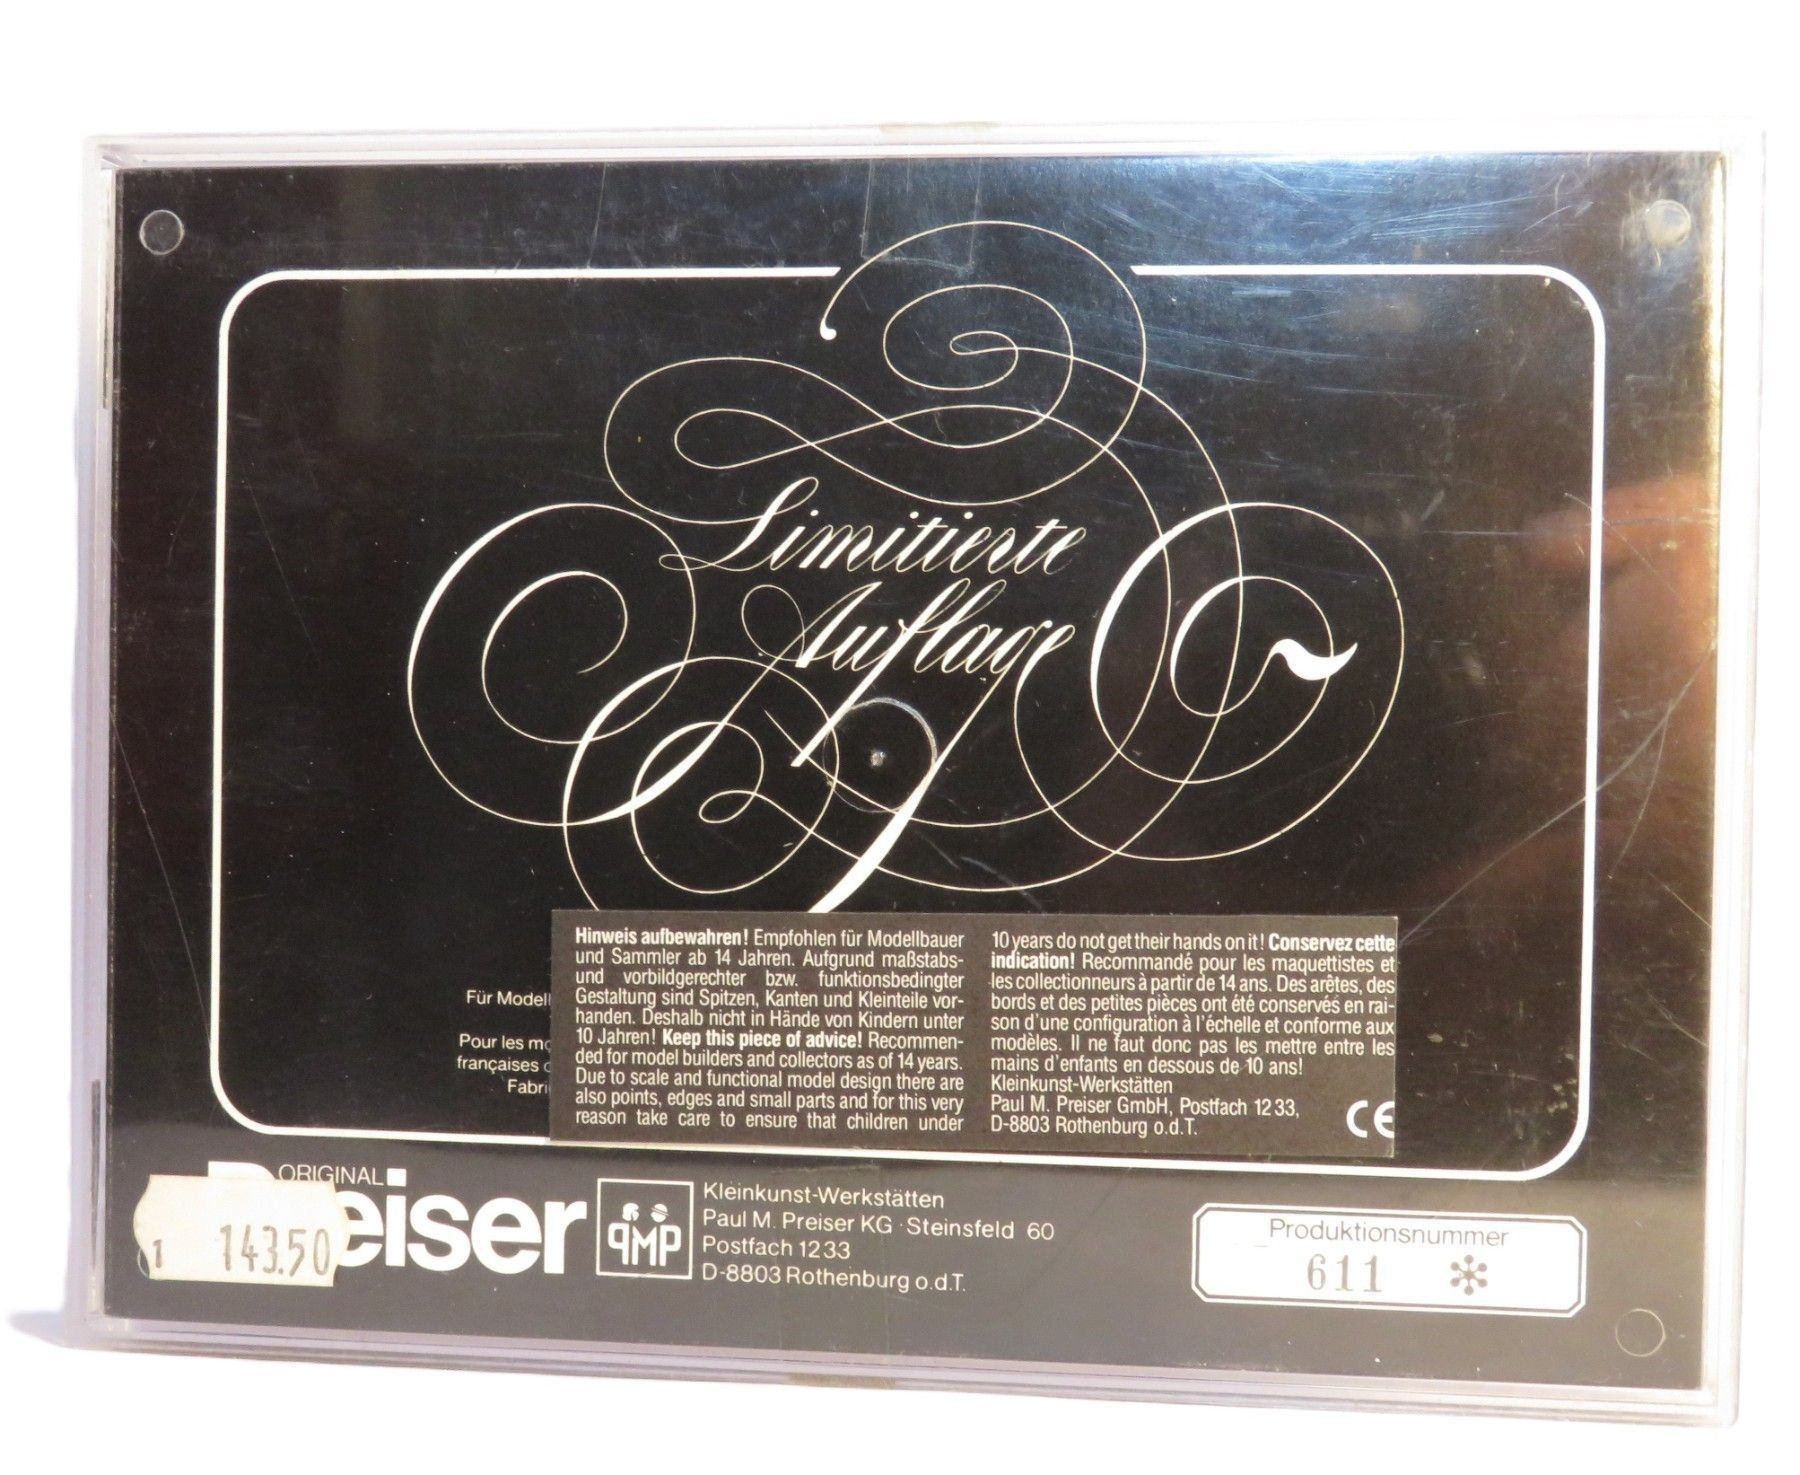 Limitierte
Auflage
Für Modell
Pour les mo
françaises
Fabri
Hinweis aufbewahren! Empfohlen für Modellbauer
und Sammler ab 14 Jahren. Aufgrund maßstabs-
und vorbildgerechter bzw. funktionsbedingter
Gestaltung sind Spitzen, Kanten und Kleinteile vor-
handen. Deshalb nicht in Hände von Kindern unter
10 Jahren! Keep this piece of advice! Recommen-
ded for model builders and collectors as of 14 years.
Due to scale and functional model design there are
also points, edges and small parts and for this very
reason take care to ensure that children under
10 years do not get their hands on it! Conservez cette
indication! Recommandé pour les maquettistes et
les collectionneurs à partir de 14 ans. Des arêtes, des
bords et des petites pièces ont été conservés en rai-
son d'une configuration à l'échelle et conforme aux
modèles. Il ne faut donc pas les mettre entre les
mains d'enfants en dessous de 10 ans!
Kleinkunst-Werkstätten
Paul M. Preiser GmbH, Postfach 12 33,
D-8803 Rothenburg o.d.T.
CE
ORIGINAL
Preiser
1 143.50
PMP
Kleinkunst-Werkstätten
Paul M. Preiser KG · Steinsfeld 60
Postfach 12 33
D-8803 Rothenburg o.d.T.
Produktionsnummer
611 *